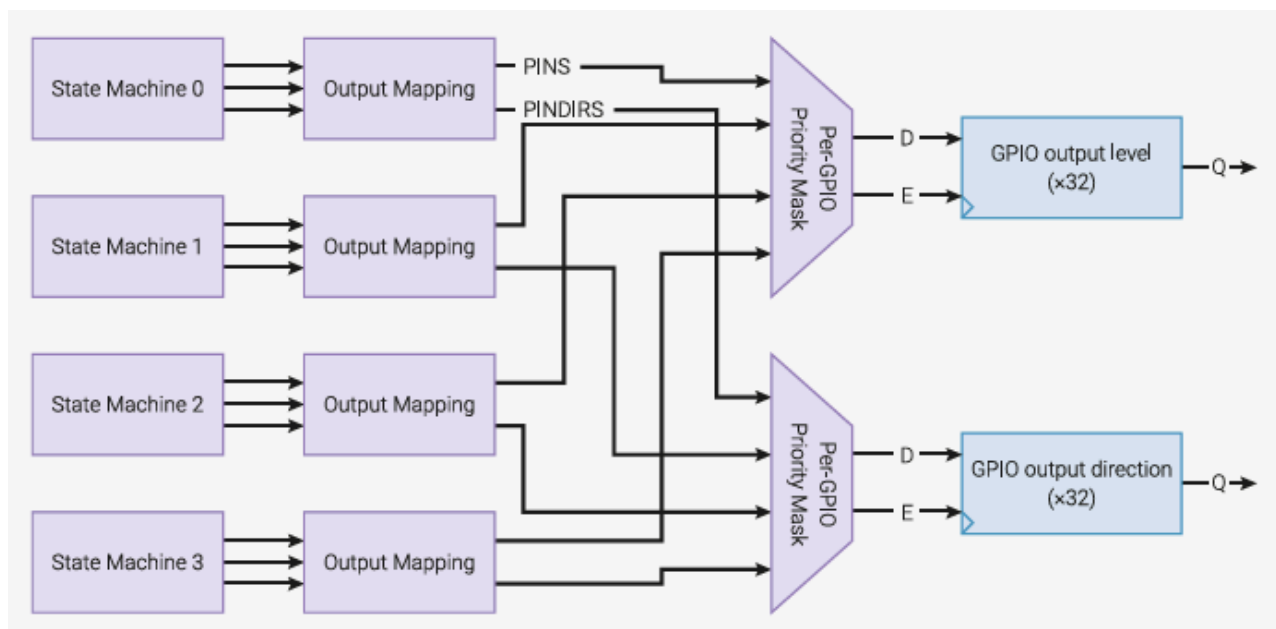 State Machine 0
Output Mapping
PINS
PINDIRS
Per-GPIO
Priority Mask
D
E
GPIO output level
(×32)
Q
State Machine 1
Output Mapping
State Machine 2
Output Mapping
Per-GPIO
Priority Mask
D
E
GPIO output direction
(×32)
Q
State Machine 3
Output Mapping